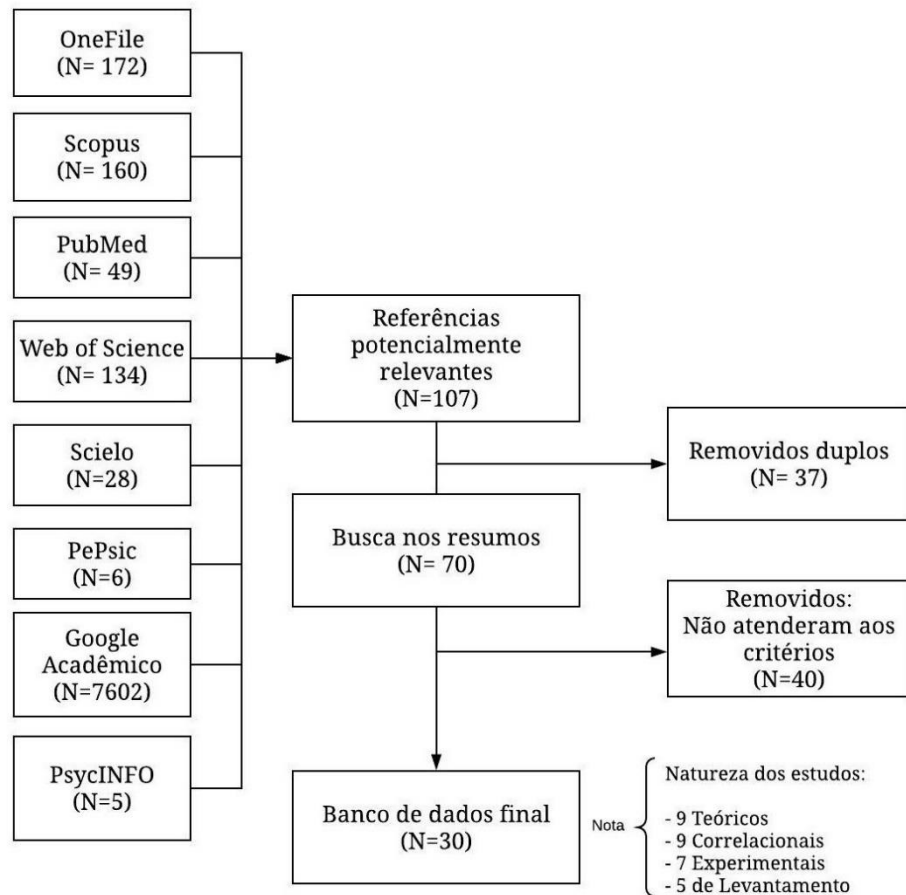 OneFile
(N= 172)
Scopus
(N= 160)
PubMed
(N= 49)
Web of Science
(N= 134)
Scielo
(N=28)
PePsic
(N=6)
Google
Acadêmico
(N=7602)
PsycINFO
(N=5)
Referências
potencialmente
relevantes
(N=107)
Removidos duplos
(N= 37)
Busca nos resumos
(N= 70)
Removidos:
Não atenderam aos
critérios
(N=40)
Banco de dados final
(N=30)
Nota
Natureza dos estudos:
- 9 Teóricos
- 9 Correlacionais
- 7 Experimentais
- 5 de Levantamento